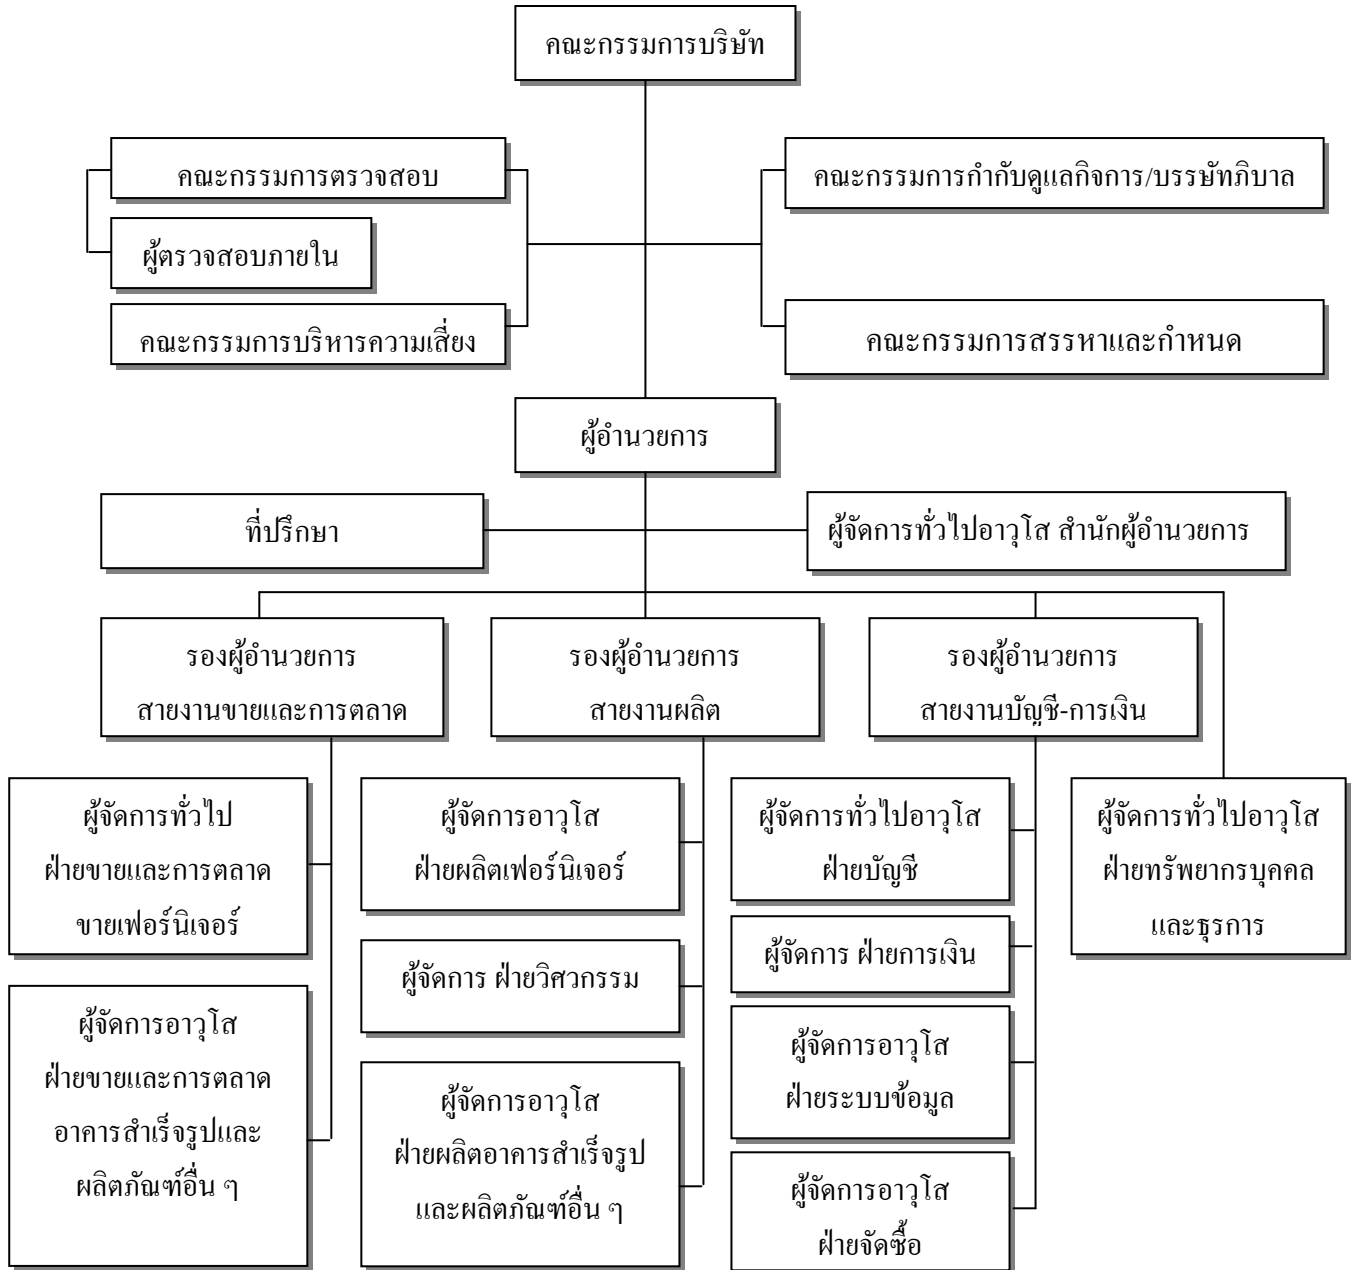 คณะกรรมการบริษัท
คณะกรรมการตรวจสอบ
คณะกรรมการกำกับดูแลกิจการ/บรรษัทภิบาล
ผู้ตรวจสอบภายใน
คณะกรรมการบริหารความเสี่ยง
คณะกรรมการสรรหาและกำหนด
ผู้อำนวยการ
ที่ปรึกษา
ผู้จัดการทั่วไปอาวุโส สำนักผู้อำนวยการ
รองผู้อำนวยการ
สายงานขายและการตลาด
รองผู้อำนวยการ
สายงานผลิต
รองผู้อำนวยการ
สายงานบัญชี-การเงิน
ผู้จัดการทั่วไป
ฝ่ายขายและการตลาด
ขายเฟอร์นิเจอร์
ผู้จัดการอาวุโส
ฝ่ายผลิตเฟอร์นิเจอร์
ผู้จัดการทั่วไปอาวุโส
ฝ่ายบัญชี
ผู้จัดการทั่วไปอาวุโส
ฝ่ายทรัพยากรบุคคล
และธุรการ
ผู้จัดการ ฝ่ายวิศวกรรม
ผู้จัดการ ฝ่ายการเงิน
ผู้จัดการอาวุโส
ฝ่ายขายและการตลาด
อาคารสำเร็จรูปและ
ผลิตภัณฑ์อื่น ๆ
ผู้จัดการอาวุโส
ฝ่ายผลิตอาคารสำเร็จรูป
และผลิตภัณฑ์อื่น ๆ
ผู้จัดการอาวุโส
ฝ่ายระบบข้อมูล
ผู้จัดการอาวุโส
ฝ่ายจัดซื้อ